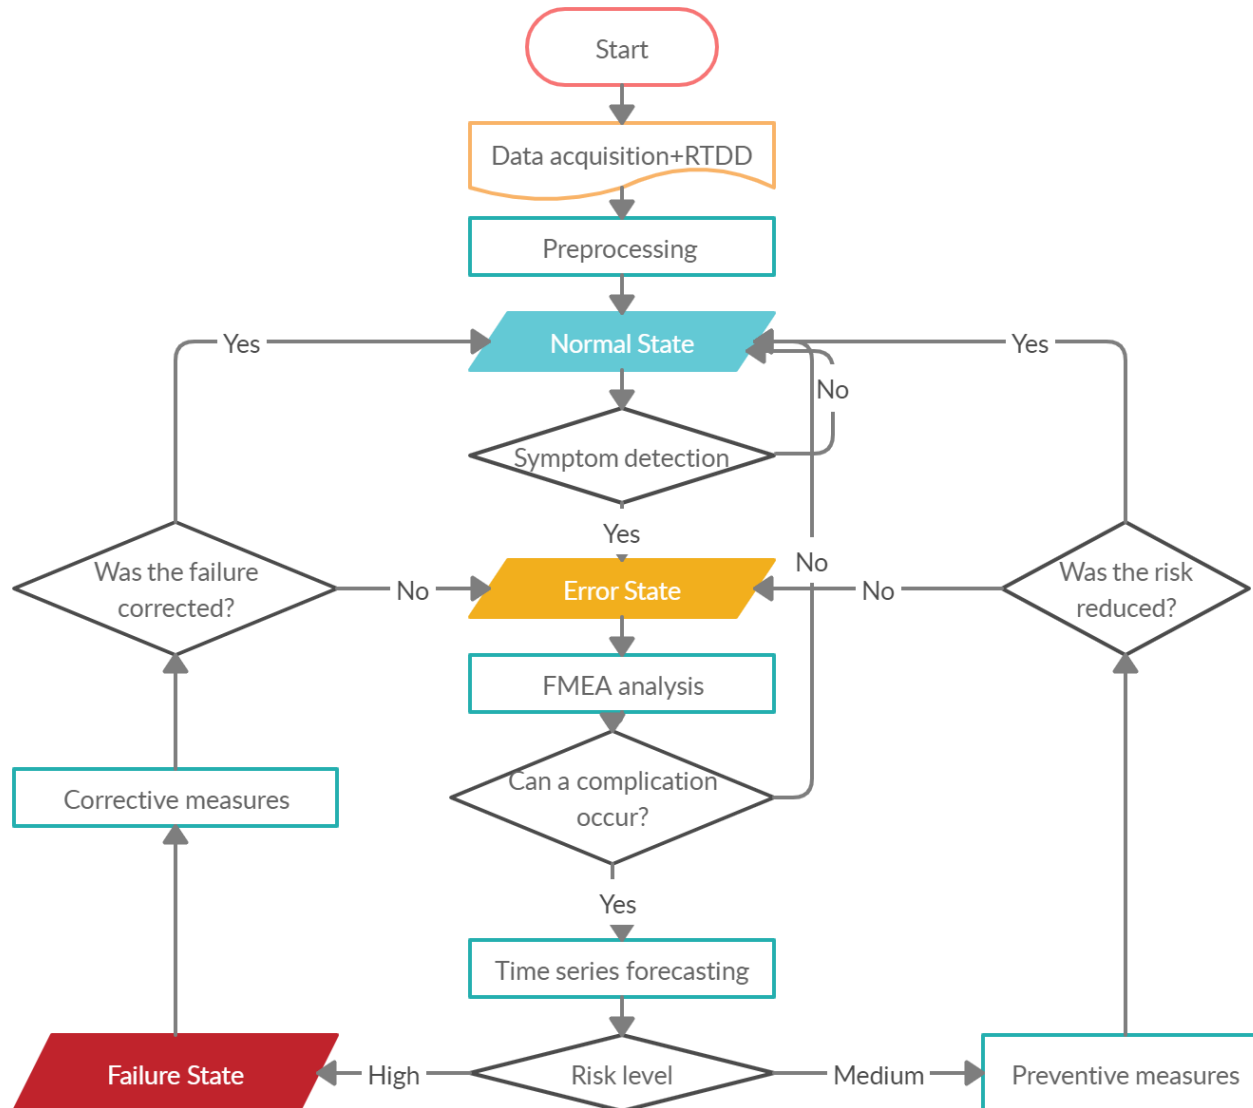 Start
Data acquisition+RTDD
Preprocessing
Yes
Normal State
Yes
No
Symptom detection
Yes
No
Was the failure
corrected?
No
Error State
No
Was the risk
reduced?
FMEA analysis
Can a complication
occur?
Corrective measures
Yes
Time series forecasting
Failure State
High
Risk level
Medium
Preventive measures